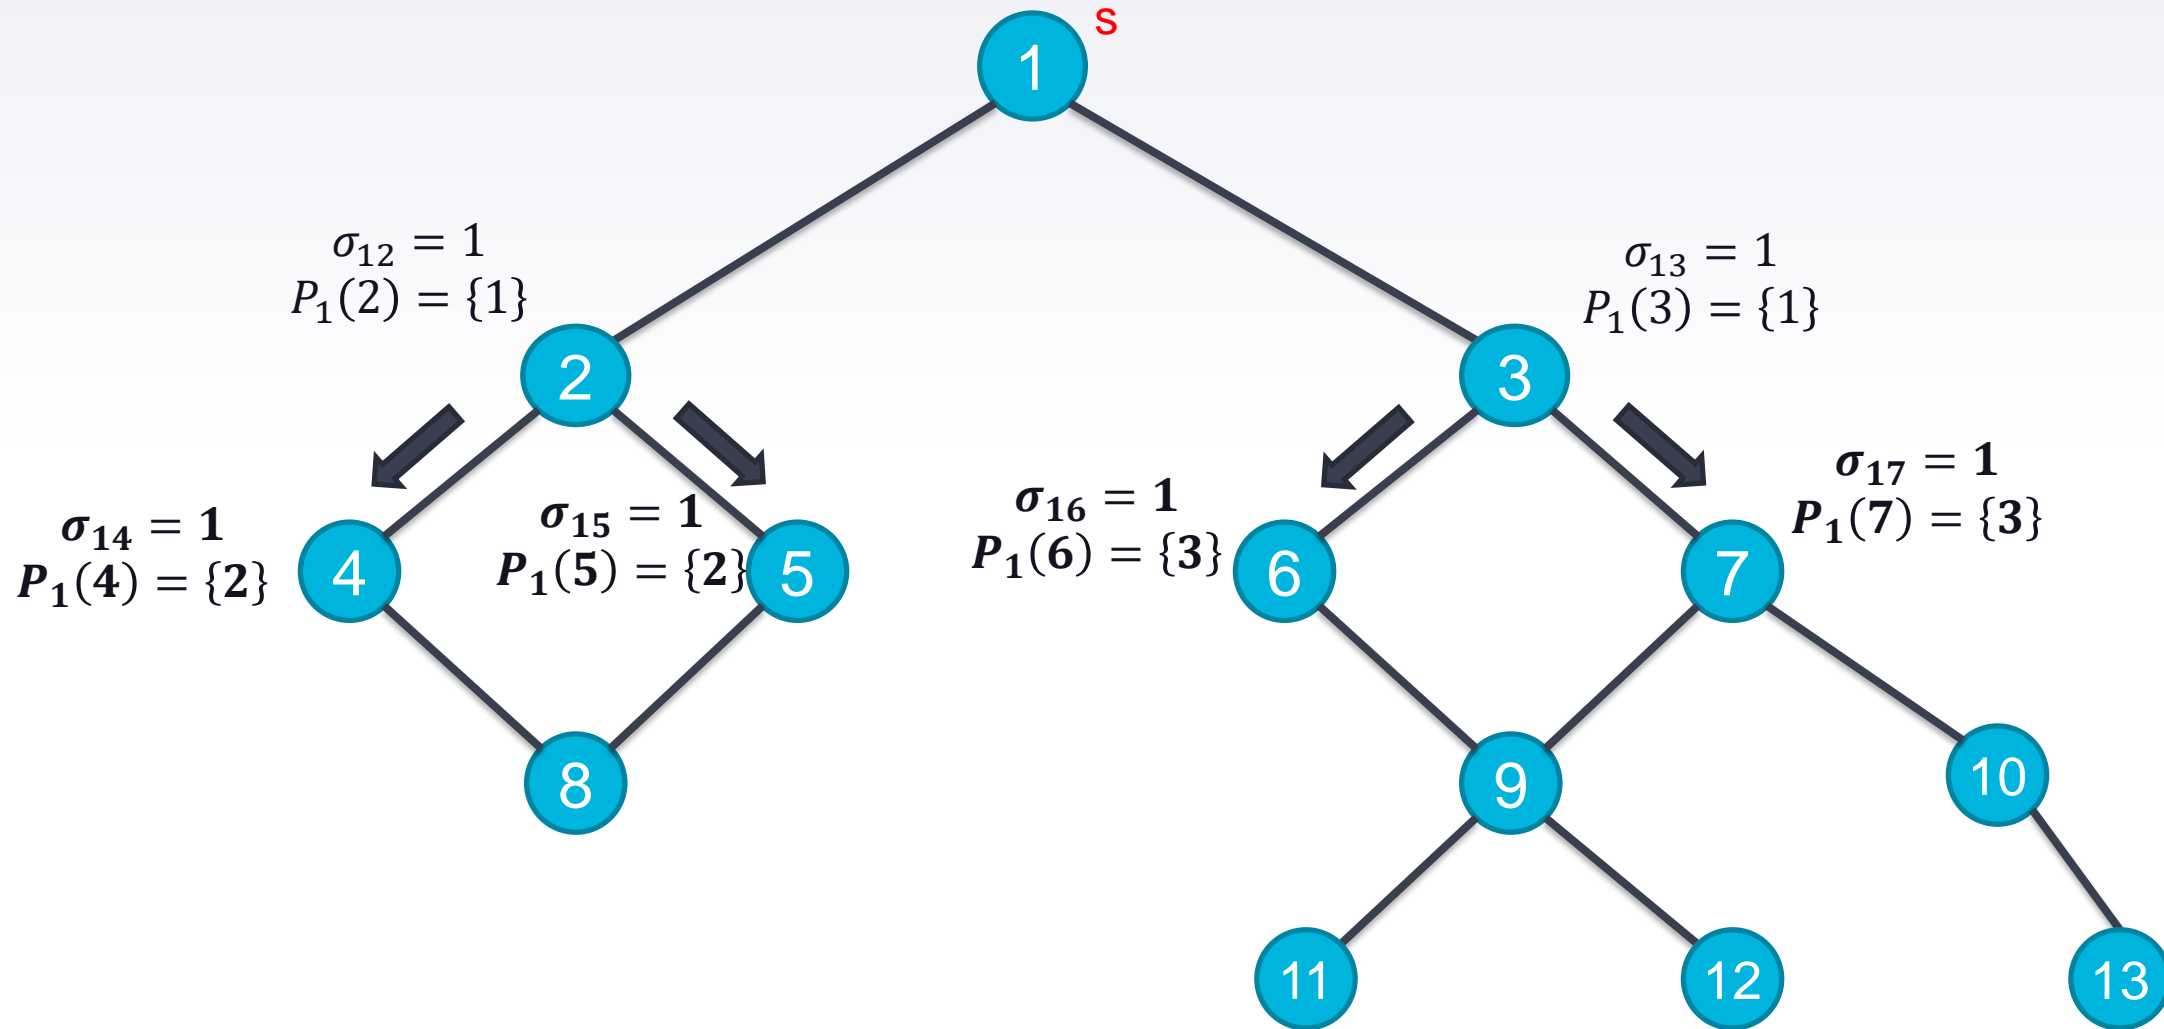 1
s
σ₁₂ = 1
P₁(2) = {1}
σ₁₃ = 1
P₁(3) = {1}
2
3
σ₁₄ = 1
P₁(4) = {2}
4
σ₁₅ = 1
P₁(5) = {2}
5
σ₁₆ = 1
P₁(6) = {3}
6
σ₁₇ = 1
P₁(7) = {3}
7
8
9
10
11
12
13